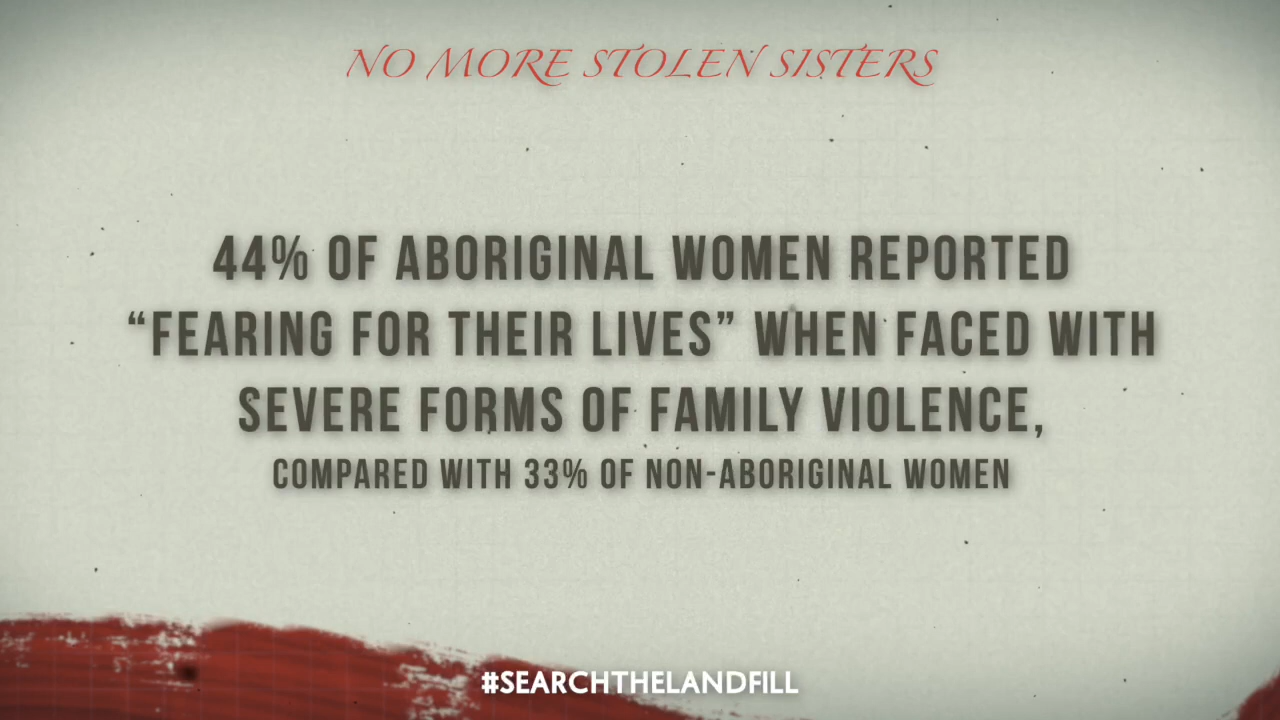 NO MORE STOLEN SISTERS
44% OF ABORIGINAL WOMEN REPORTED
“FEARING FOR THEIR LIVES” WHEN FACED WITH
SEVERE FORMS OF FAMILY VIOLENCE,
COMPARED WITH 33% OF NON-ABORIGINAL WOMEN
#SEARCHTHELANDFILL